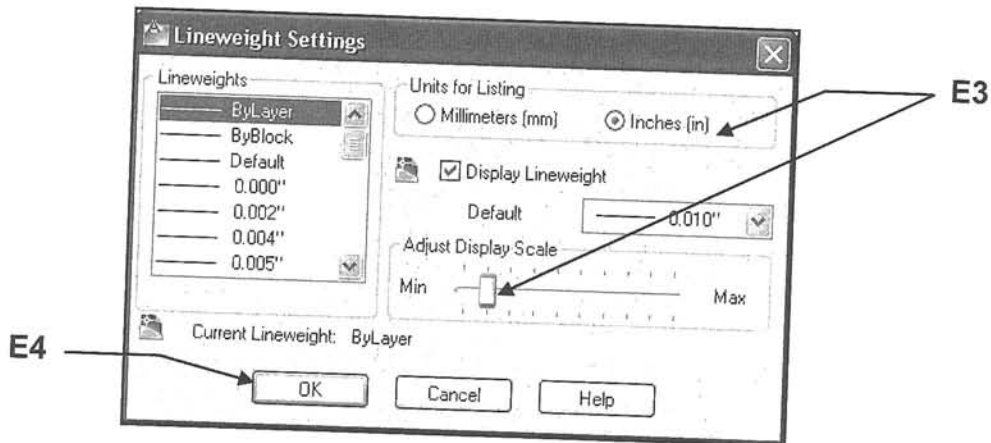 Lineweight Settings
Lineweights
ByLayer
ByBlock
Default
0.000"
0.002"
0.004"
0.005"
Units for Listing
Millimeters (mm)
Inches (in)
E3
Display Lineweight
Default
0.010"
Adjust Display Scale
Min
Max
Current Lineweight: ByLayer
E4
OK
Cancel
Help